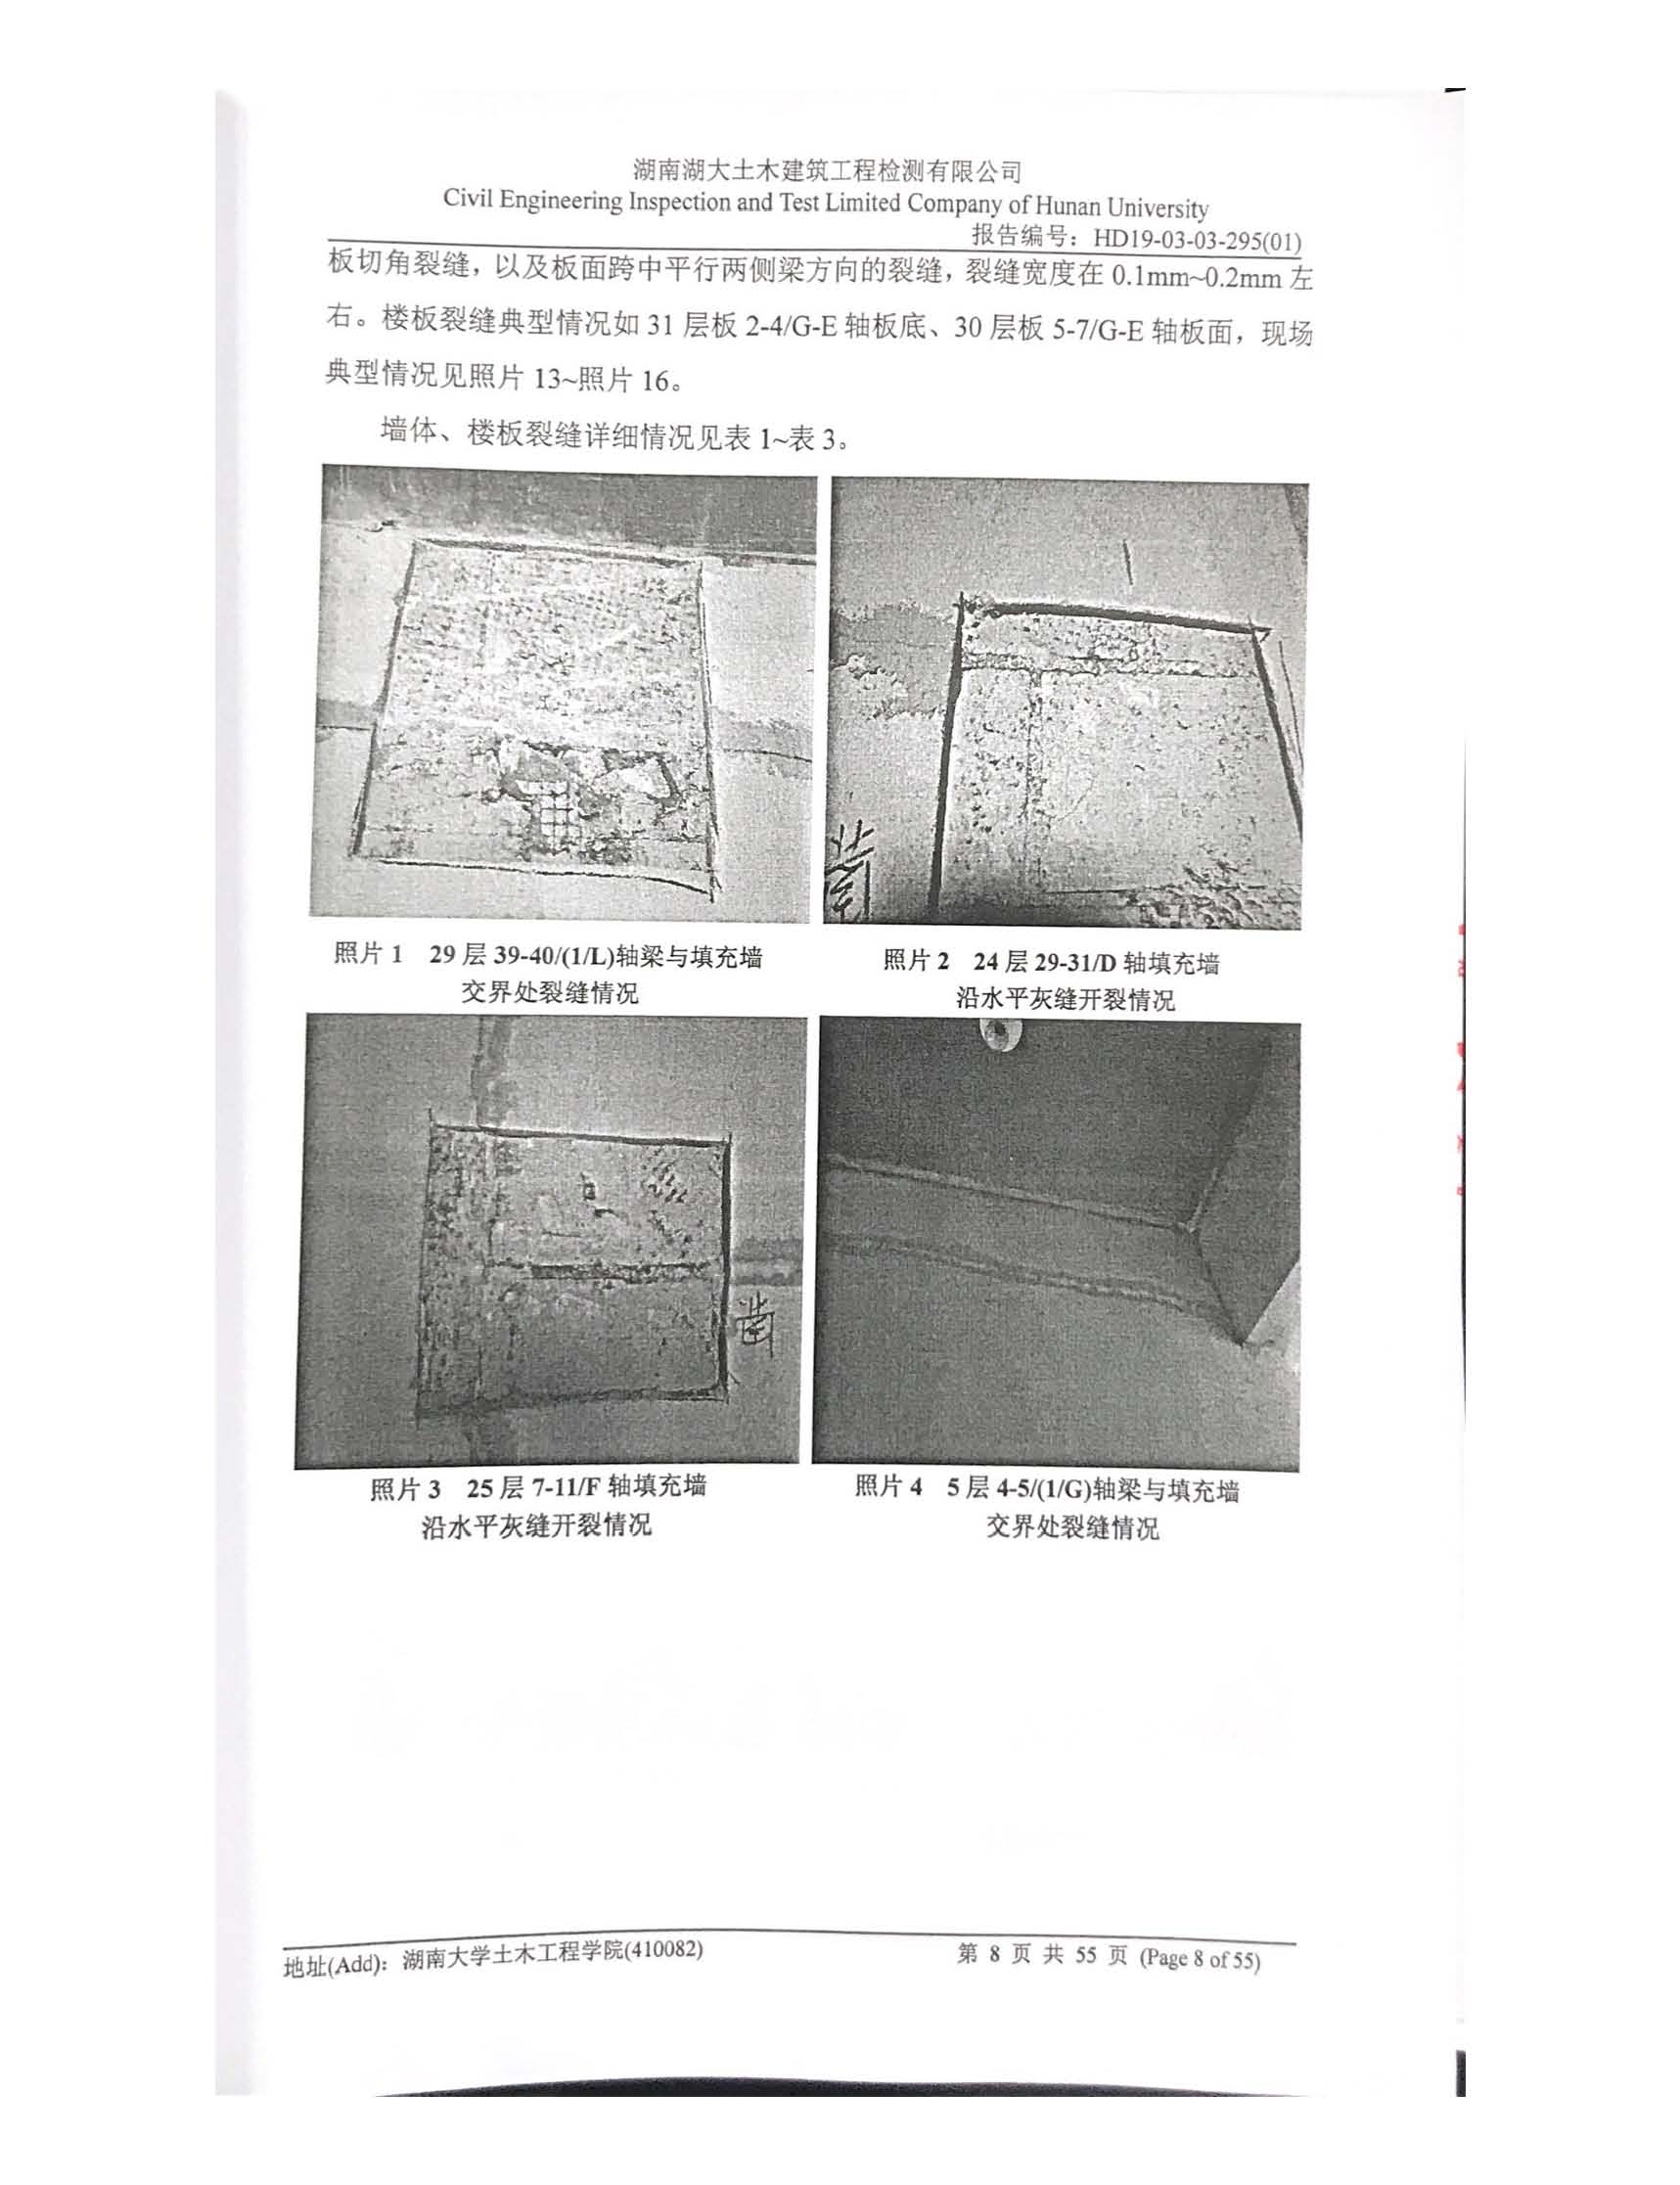 湖南湖大土木建筑工程检测有限公司
Civil Engineering Inspection and Test Limited Company of Hunan University
报告编号：HD19-03-03-295(01)
板切角裂缝，以及板面跨中平行两侧梁方向的裂缝，裂缝宽度在 0.1mm~0.2mm 左
右。楼板裂缝典型情况如 31 层板 2-4/G-E 轴板底、30 层板 5-7/G-E 轴板面，现场
典型情况见照片 13~照片 16。
墙体、楼板裂缝详细情况见表 1~表 3。
凿
照片 1 29 层 39-40/(1/L)轴梁与填充墙
交界处裂缝情况
照片 2 24 层 29-31/D 轴填充墙
沿水平灰缝开裂情况
凿
照片 3 25 层 7-11/F 轴填充墙
沿水平灰缝开裂情况
照片 4 5 层 4-5/(1/G)轴梁与填充墙
交界处裂缝情况
地址(Add)：湖南大学土木工程学院(410082)
第 8 页 共 55 页 (Page 8 of 55)